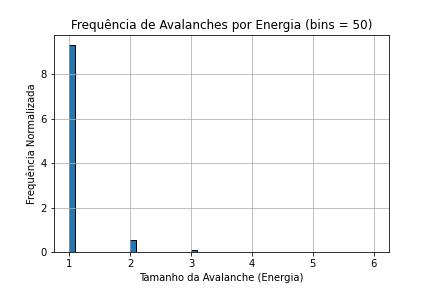 Frequência de Avalanches por Energia (bins = 50)
Frequência Normalizada
8
6
4
2
0
1 2 3 4 5 6
Tamanho da Avalanche (Energia)